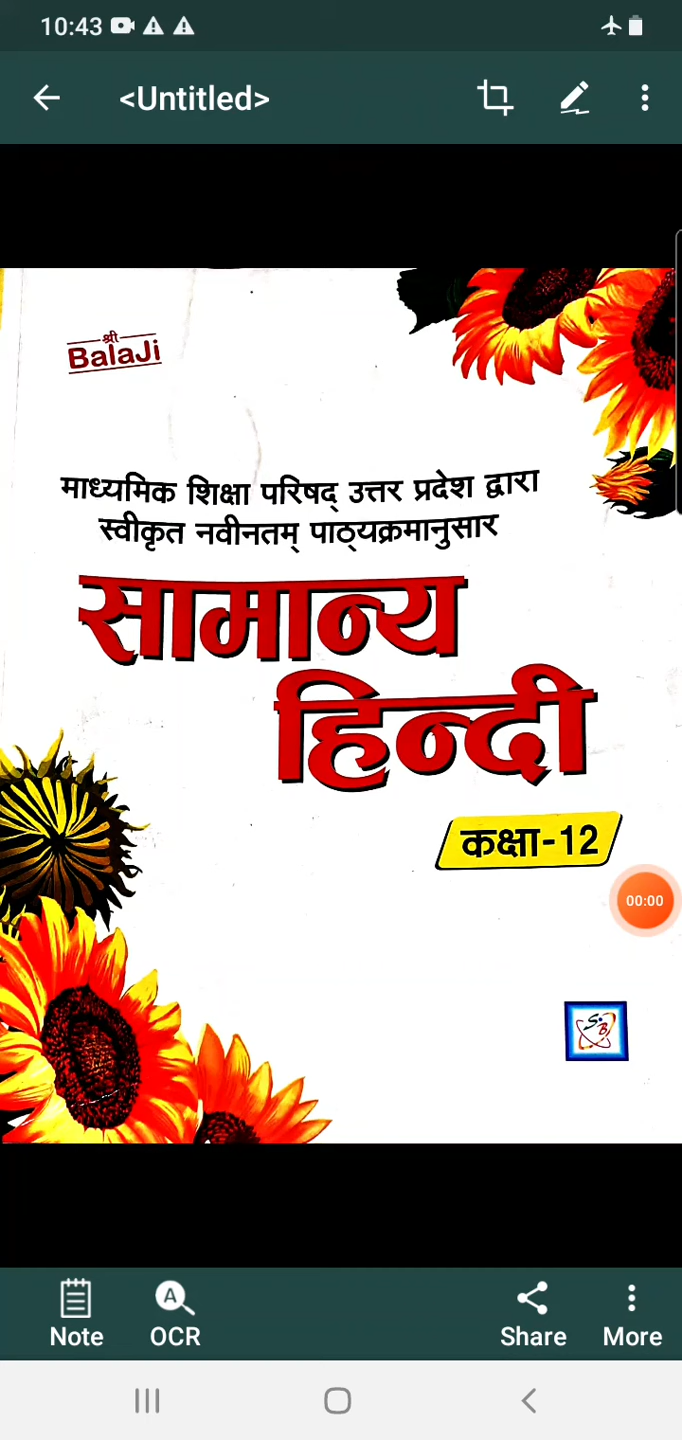 10:43
<Untitled>
श्री
BalaJi
माध्यमिक शिक्षा परिषद् उत्तर प्रदेश द्वारा
स्वीकृत नवीनतम् पाठ्यक्रमानुसार
सामान्य
हिन्दी
कक्षा-12
00:00
SB
A
Note
OCR
Share
More